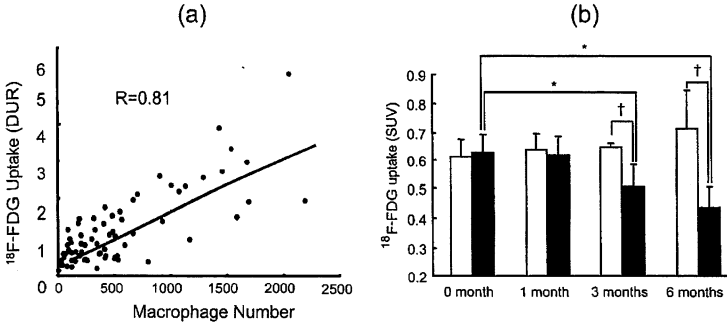 (a)
¹⁸F-FDG Uptake (DUR)
6
5
4
3
2
1
0
R=0.81
0 500 1000 1500 2000 2500
Macrophage Number
(b)
¹⁸F-FDG uptake (SUV)
* 
*
†
†
0.9
0.8
0.7
0.6
0.5
0.4
0.3
0.2
0 month 1 month 3 months 6 months